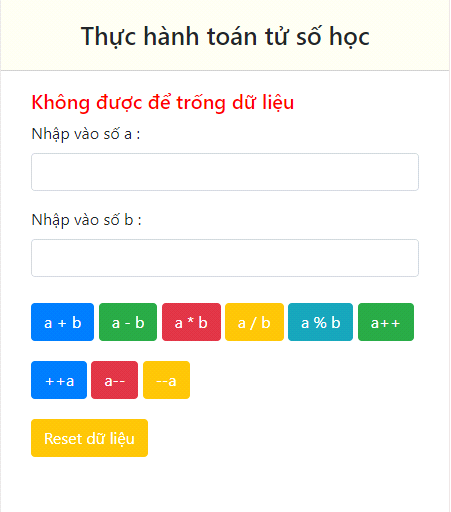 Thực hành toán tử số học
Không được để trống dữ liệu
Nhập vào số a :
Nhập vào số b :
a + b a - b a * b a / b a % b a++
++a a-- --a
Reset dữ liệu